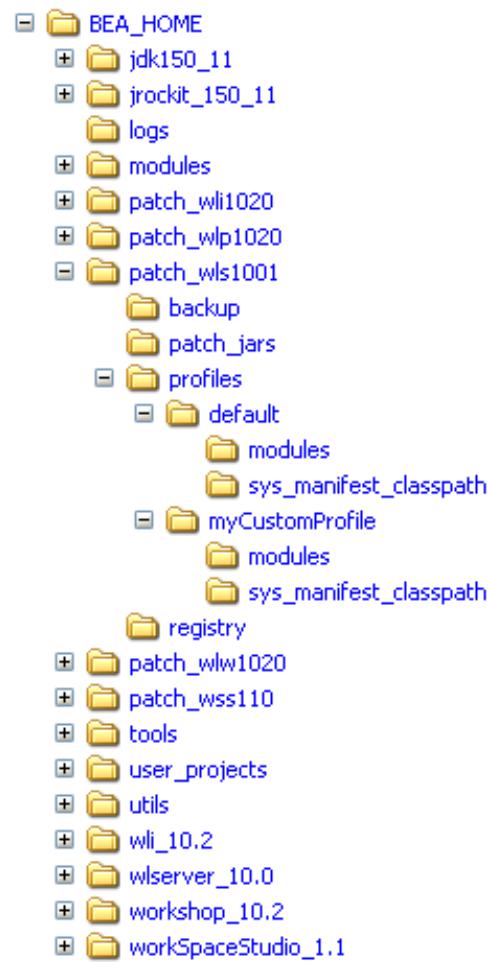 BEA_HOME
jdk150_11
jrockit_150_11
logs
modules
patch_wli1020
patch_wlp1020
patch_wls1001
backup
patch_jars
profiles
default
modules
sys_manifest_classpath
myCustomProfile
modules
sys_manifest_classpath
registry
patch_wlw1020
patch_wss110
tools
user_projects
utils
wli_10.2
wlserver_10.0
workshop_10.2
workSpaceStudio_1.1